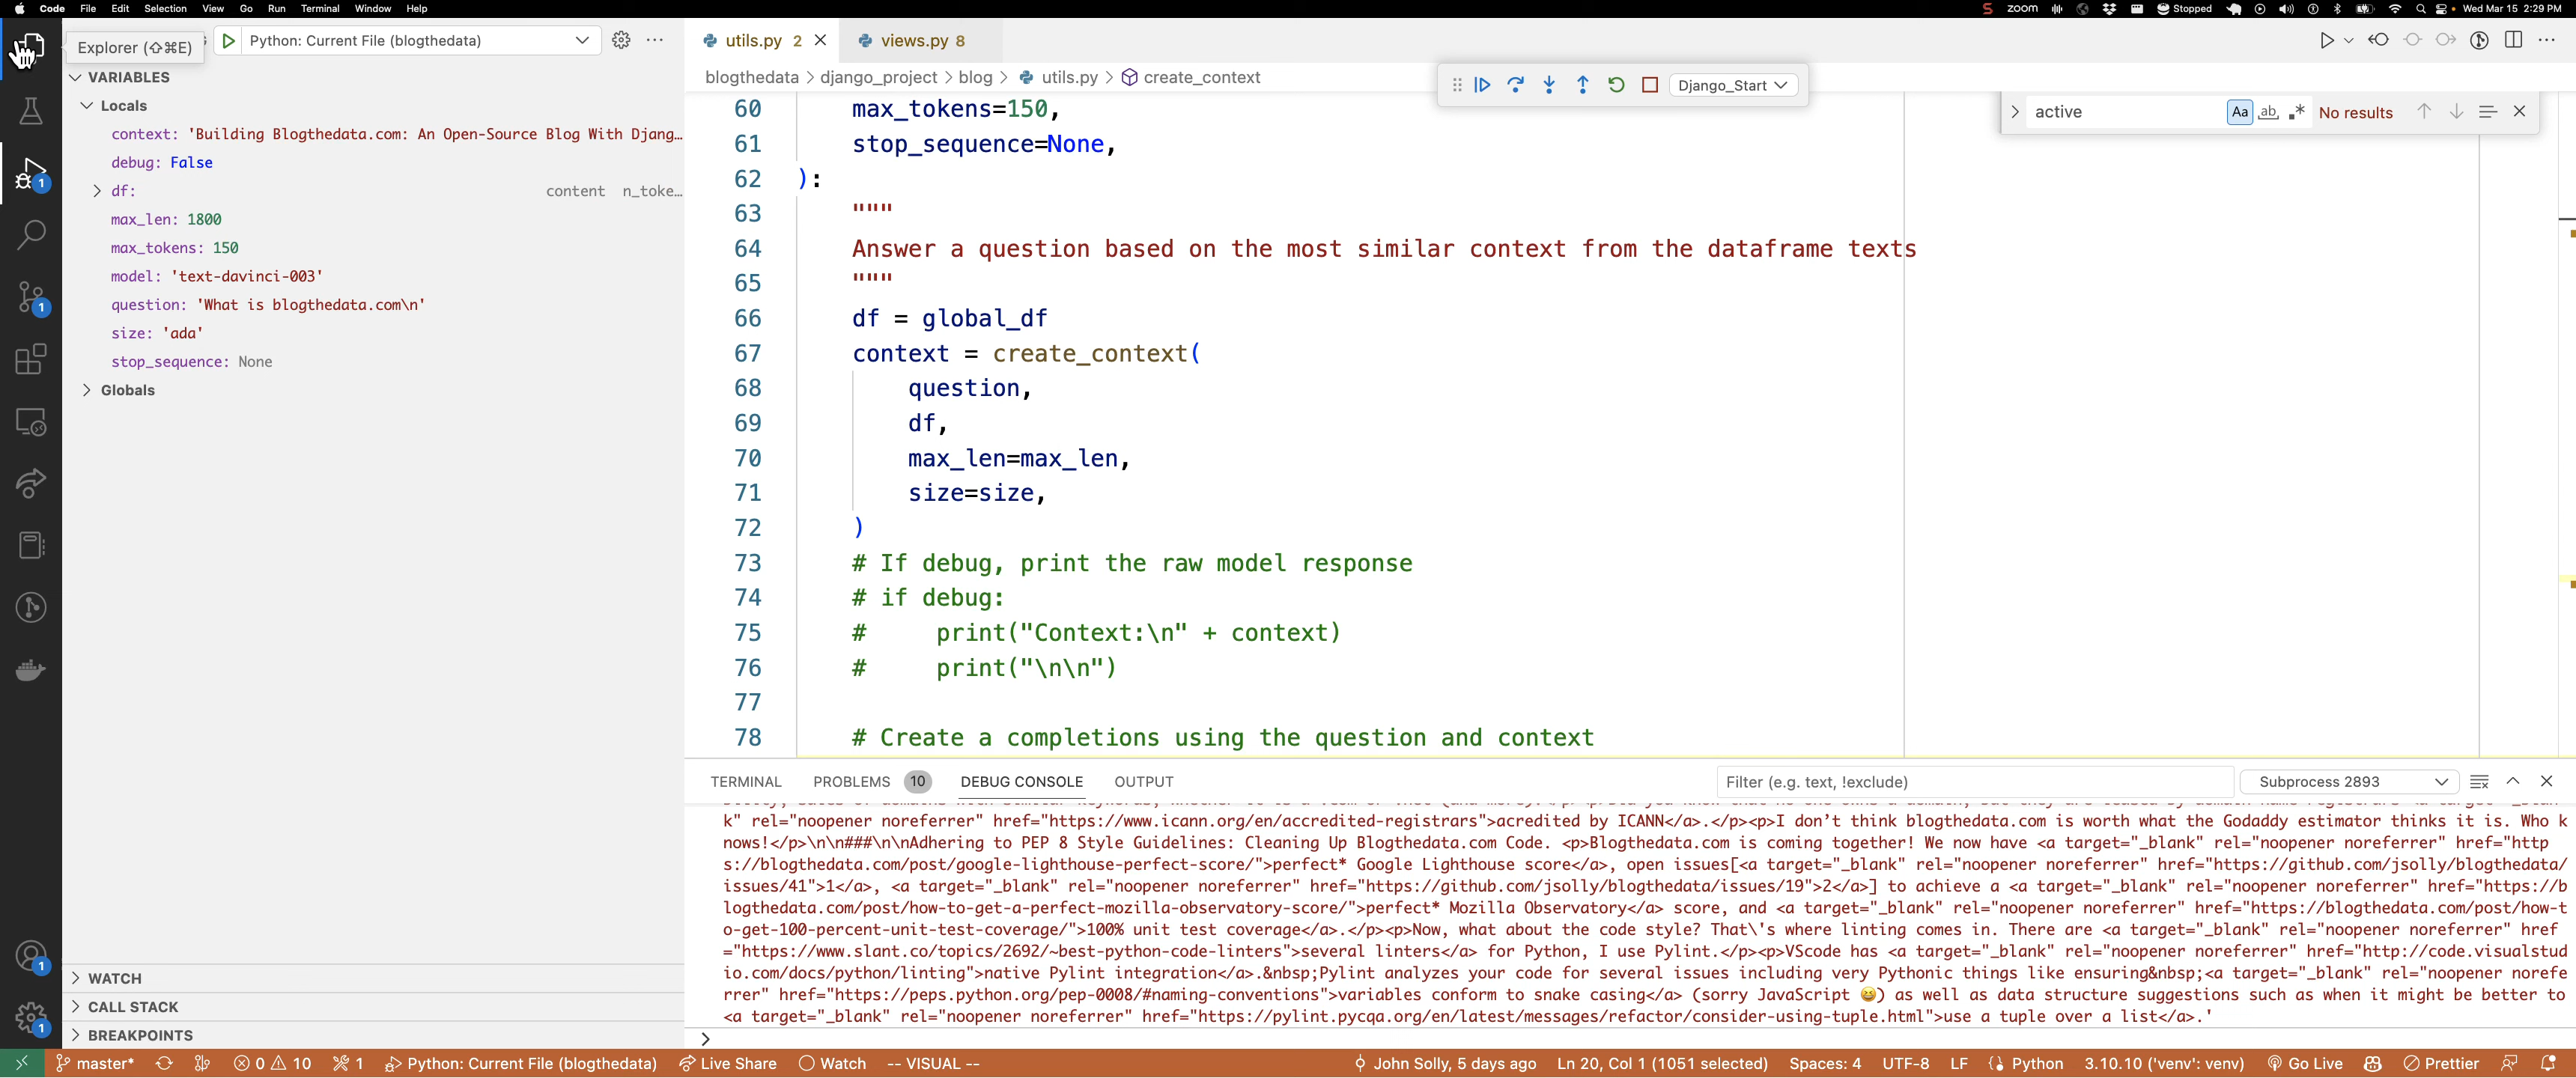 Code File Edit Selection View Go Run Terminal Window Help
zoom Stopped Wed Mar 15 2:29 PM
Explorer (⇧⌘E)
Python: Current File (blogthedata)
VARIABLES
Locals
context: 'Building Blogthedata.com: An Open-Source Blog With Djang…
debug: False
df: content n_toke…
max_len: 1800
max_tokens: 150
model: 'text-davinci-003'
question: 'What is blogthedata.com\n'
size: 'ada'
stop_sequence: None
Globals
WATCH
CALL STACK
BREAKPOINTS
utils.py 2 views.py 8
blogthedata > django_project > blog > utils.py > create_context
Django_Start
active
Aa ab No results
60 max_tokens=150,
61 stop_sequence=None,
62 ):
63 """
64 Answer a question based on the most similar context from the dataframe texts
65 """
66 df = global_df
67 context = create_context(
68 question,
69 df,
70 max_len=max_len,
71 size=size,
72 )
73 # If debug, print the raw model response
74 # if debug:
75 #     print("Context:\n" + context)
76 #     print("\n\n")
77
78 # Create a completions using the question and context
TERMINAL PROBLEMS 10 DEBUG CONSOLE OUTPUT
Filter (e.g. text, !exclude) Subprocess 2893
k" rel="noopener noreferrer" href="https://www.icann.org/en/accredited-registrars">acredited by ICANN</a>.</p><p>I don’t think blogthedata.com is worth what the Godaddy estimator thinks it is. Who k
nows!</p>\n\n###\n\nAdhering to PEP 8 Style Guidelines: Cleaning Up Blogthedata.com Code. <p>Blogthedata.com is coming together! We now have <a target="_blank" rel="noopener noreferrer" href="http
s://blogthedata.com/post/google-lighthouse-perfect-score/">perfect* Google Lighthouse score</a>, open issues[<a target="_blank" rel="noopener noreferrer" href="https://github.com/jsolly/blogthedata/
issues/41">1</a>, <a target="_blank" rel="noopener noreferrer" href="https://github.com/jsolly/blogthedata/issues/19">2</a>] to achieve a <a target="_blank" rel="noopener noreferrer" href="https://b
logthedata.com/post/how-to-get-a-perfect-mozilla-observatory-score/">perfect* Mozilla Observatory</a> score, and <a target="_blank" rel="noopener noreferrer" href="https://blogthedata.com/post/how-t
o-get-100-percent-unit-test-coverage/">100% unit test coverage</a>.</p><p>Now, what about the code style? That\'s where linting comes in. There are <a target="_blank" rel="noopener noreferrer" href
="https://www.slant.co/topics/2692/~best-python-code-linters">several linters</a> for Python, I use Pylint.</p><p>VScode has <a target="_blank" rel="noopener noreferrer" href="http://code.visualstud
io.com/docs/python/linting">native Pylint integration</a>.&nbsp;Pylint analyzes your code for several issues including very Pythonic things like ensuring&nbsp;<a target="_blank" rel="noopener norefe
rrer" href="https://peps.python.org/pep-0008/#naming-conventions">variables conform to snake casing</a> (sorry JavaScript 😆) as well as data structure suggestions such as when it might be better to
<a target="_blank" rel="noopener noreferrer" href="https://pylint.pycqa.org/en/latest/messages/refactor/consider-using-tuple.html">use a tuple over a list</a>.'
master* 0 10 1 Python: Current File (blogthedata) Live Share Watch -- VISUAL -- John Solly, 5 days ago Ln 20, Col 1 (1051 selected) Spaces: 4 UTF-8 LF Python 3.10.10 ('venv': venv) Go Live Prettier